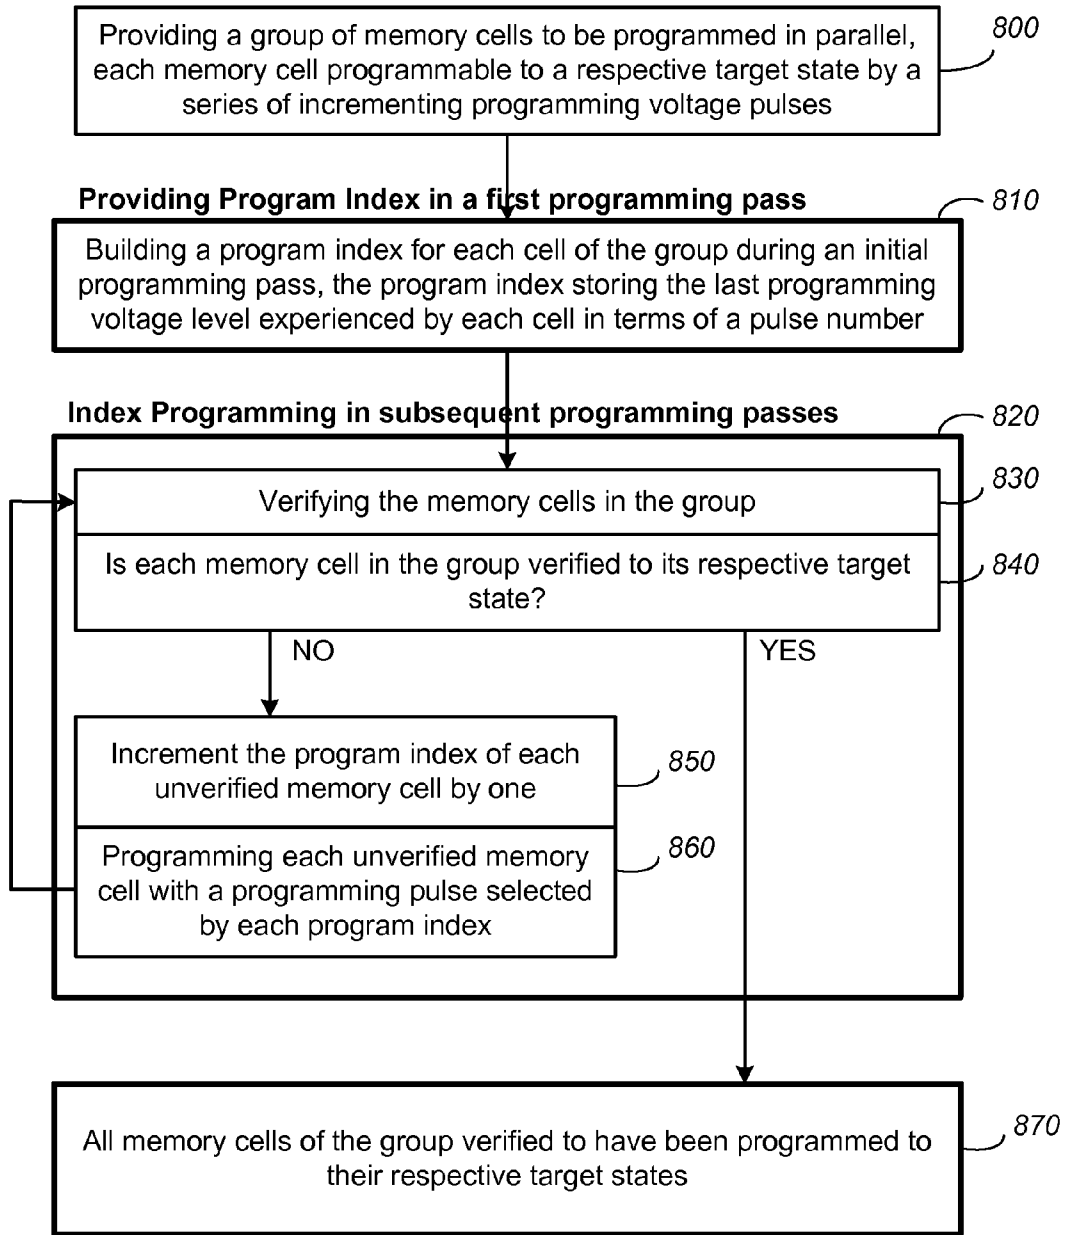 Providing a group of memory cells to be programmed in parallel,
each memory cell programmable to a respective target state by a
series of incrementing programming voltage pulses
800
Providing Program Index in a first programming pass
810
Building a program index for each cell of the group during an initial
programming pass, the program index storing the last programming
voltage level experienced by each cell in terms of a pulse number
Index Programming in subsequent programming passes
820
Verifying the memory cells in the group
830
Is each memory cell in the group verified to its respective target
state?
840
NO
YES
Increment the program index of each
unverified memory cell by one
850
Programming each unverified memory
cell with a programming pulse selected
by each program index
860
All memory cells of the group verified to have been programmed to
their respective target states
870